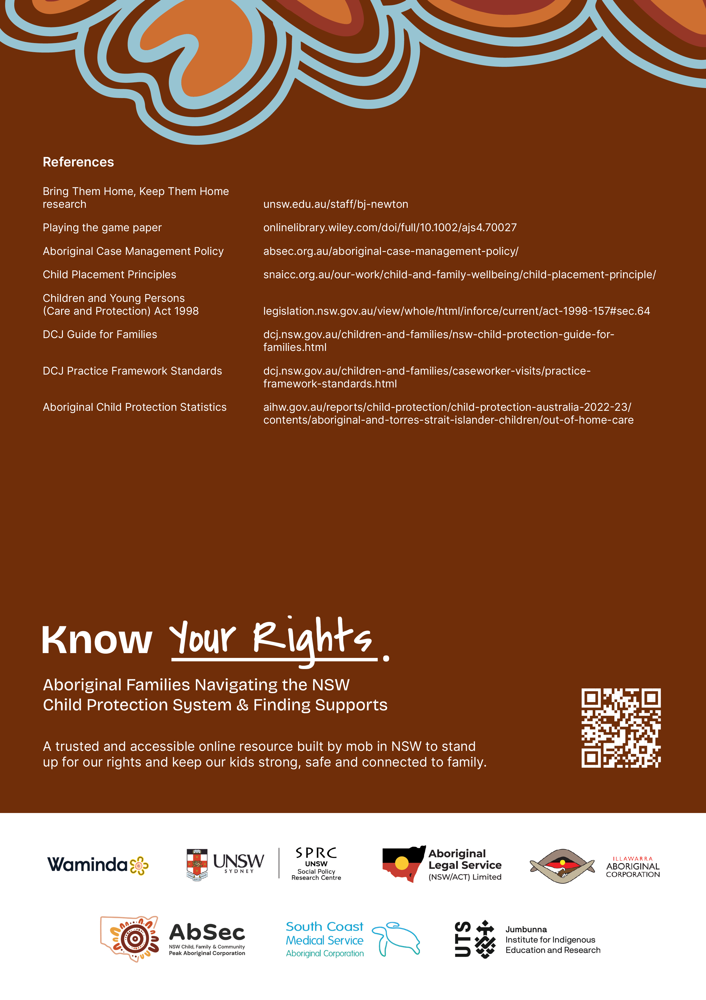 References
Bring Them Home, Keep Them Home
research
unsw.edu.au/staff/bj-newton
Playing the game paper
onlinelibrary.wiley.com/doi/full/10.1002/ajs4.70027
Aboriginal Case Management Policy
absec.org.au/aboriginal-case-management-policy/
Child Placement Principles
snaicc.org.au/our-work/child-and-family-wellbeing/child-placement-principle/
Children and Young Persons
(Care and Protection) Act 1998
legislation.nsw.gov.au/view/whole/html/inforce/current/act-1998-157#sec.64
DCJ Guide for Families
dcj.nsw.gov.au/children-and-families/nsw-child-protection-guide-for-
families.html
DCJ Practice Framework Standards
dcj.nsw.gov.au/children-and-families/caseworker-visits/practice-
framework-standards.html
Aboriginal Child Protection Statistics
aihw.gov.au/reports/child-protection/child-protection-australia-2022-23/
contents/aboriginal-and-torres-strait-islander-children/out-of-home-care
Know Your Rights.
Aboriginal Families Navigating the NSW
Child Protection System & Finding Supports
A trusted and accessible online resource built by mob in NSW to stand
up for our rights and keep our kids strong, safe and connected to family.
Waminda
UNSW
SYDNEY
SPRC
UNSW
Social Policy
Research Centre
Aboriginal
Legal Service
(NSW/ACT) Limited
ILLAWARRA
ABORIGINAL
CORPORATION
AbSec
NSW Child, Family & Community
Peak Aboriginal Corporation
South Coast
Medical Service
Aboriginal Corporation
UTS
Jumbunna
Institute for Indigenous
Education and Research